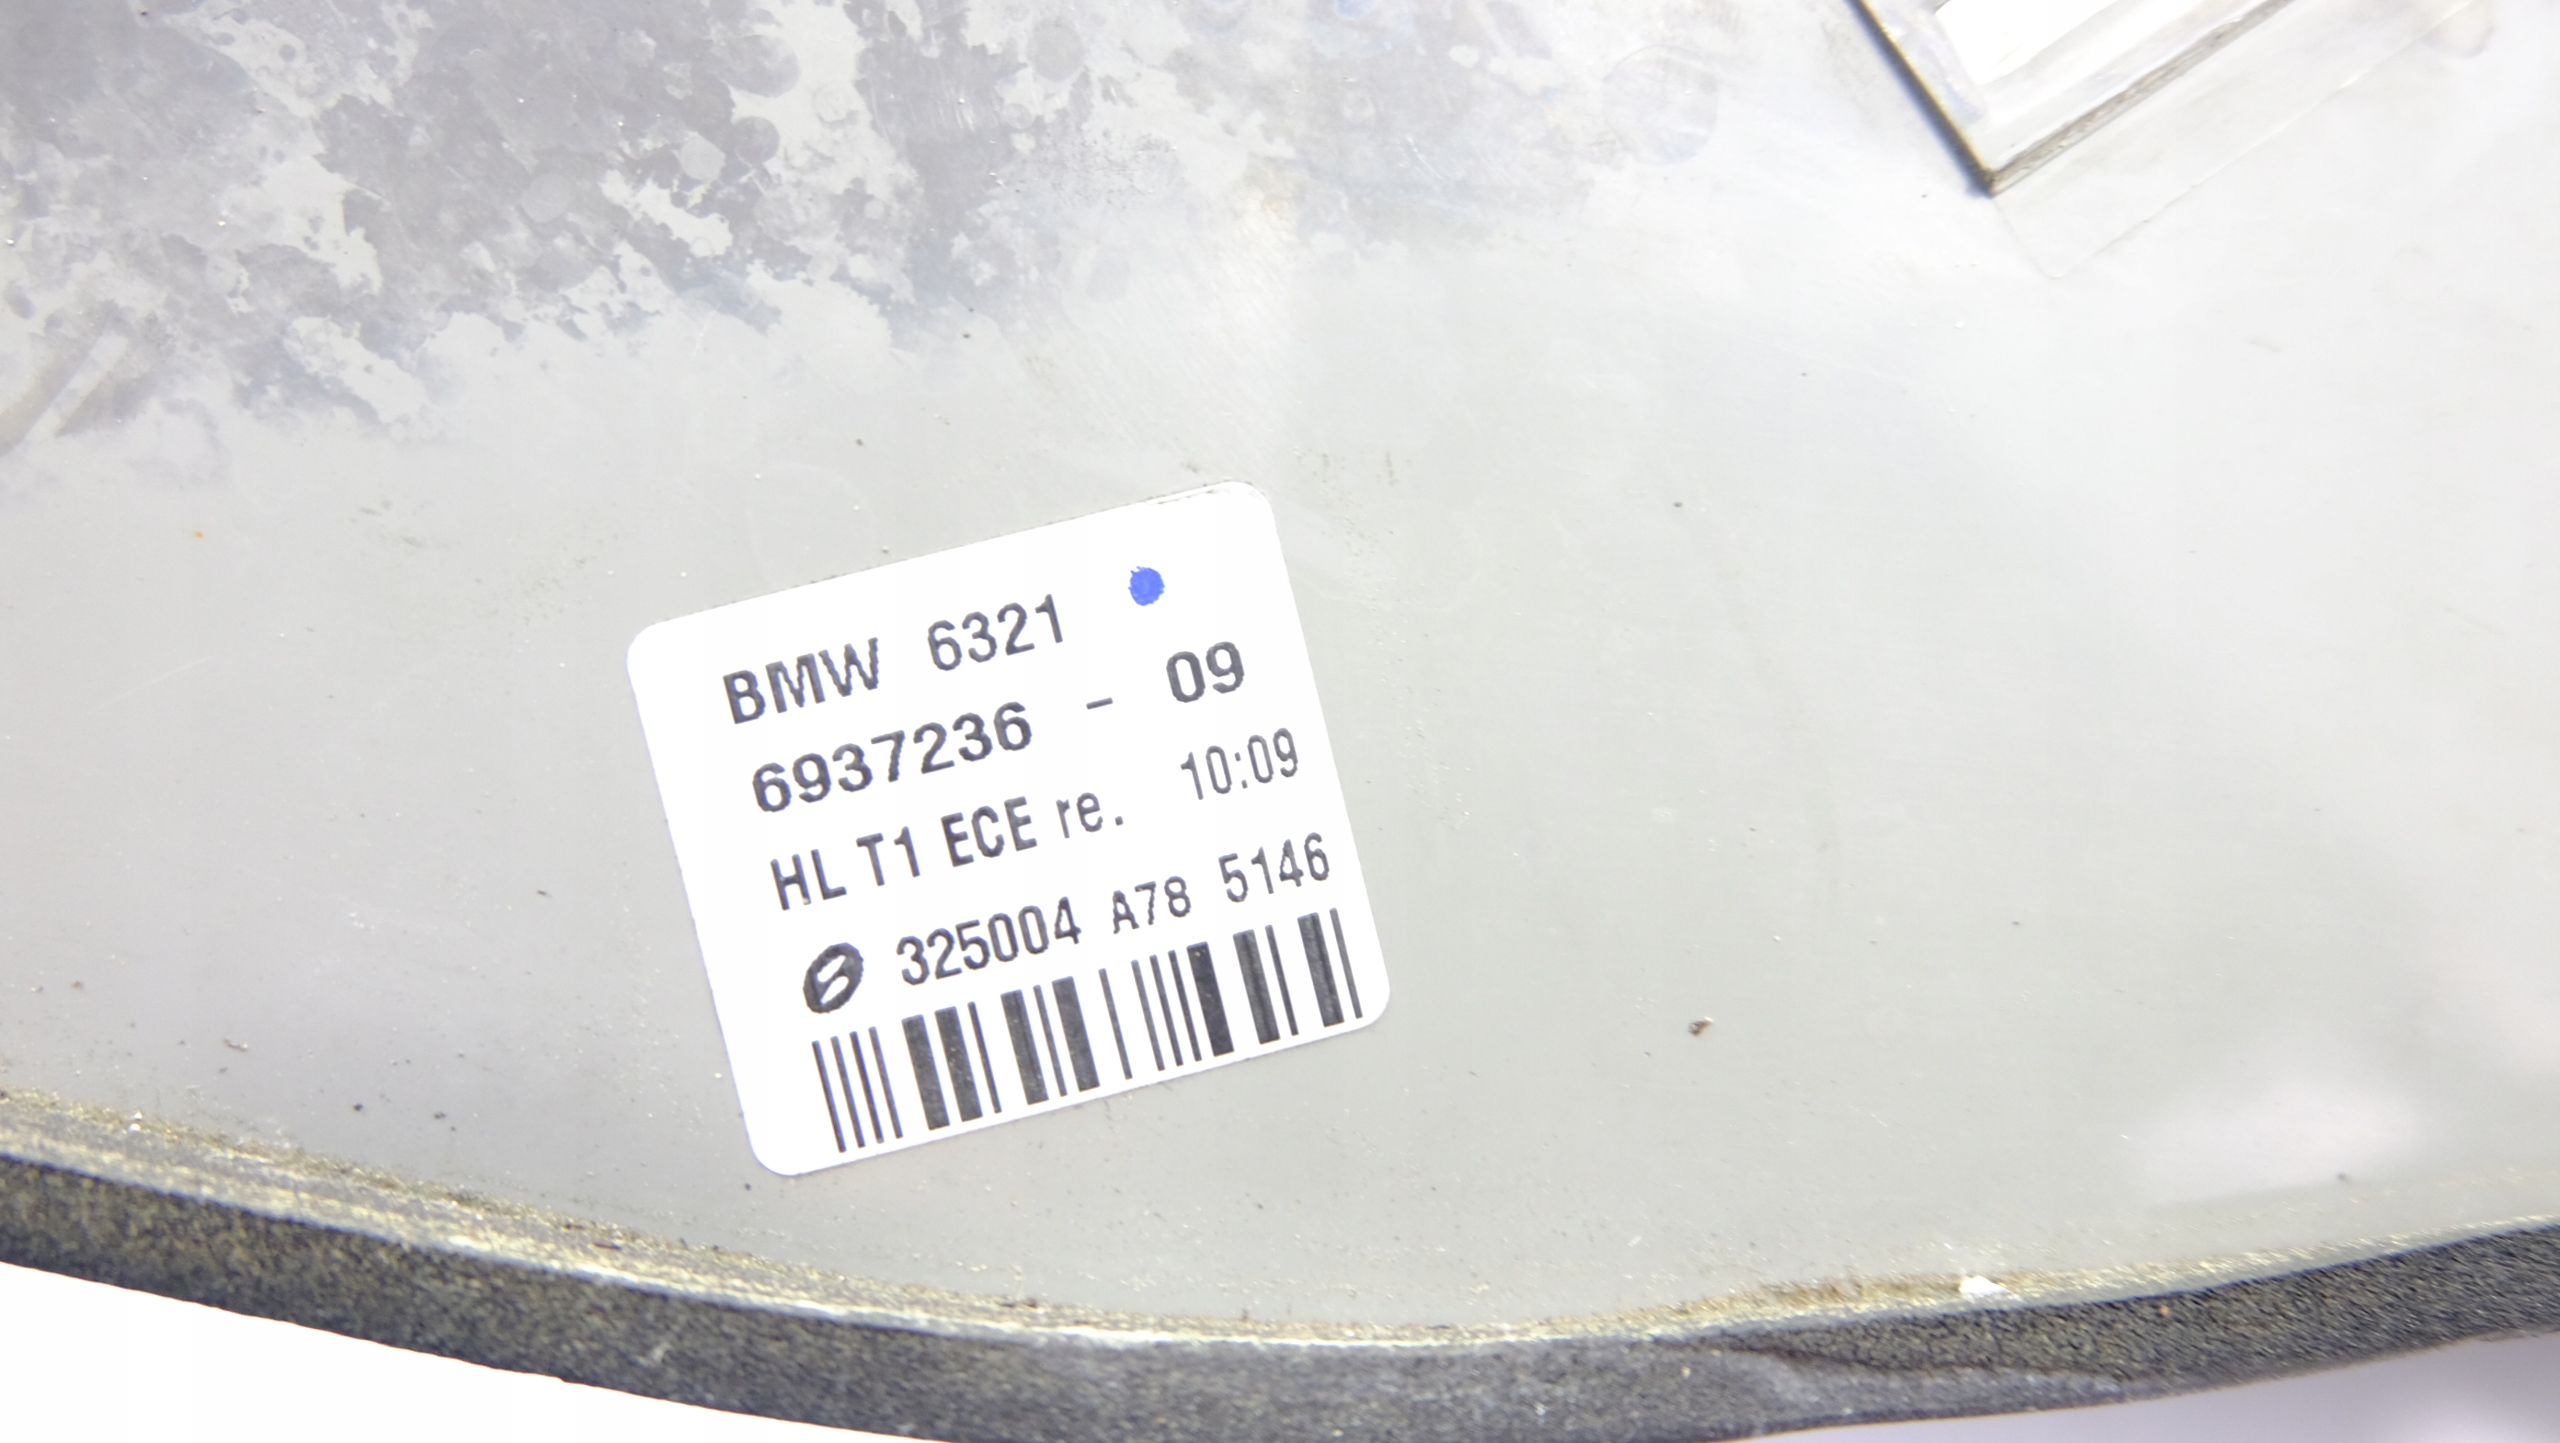 BMW 6321
6937236 - 09
HL T1 ECE re. 10:09
325004 A78 5146